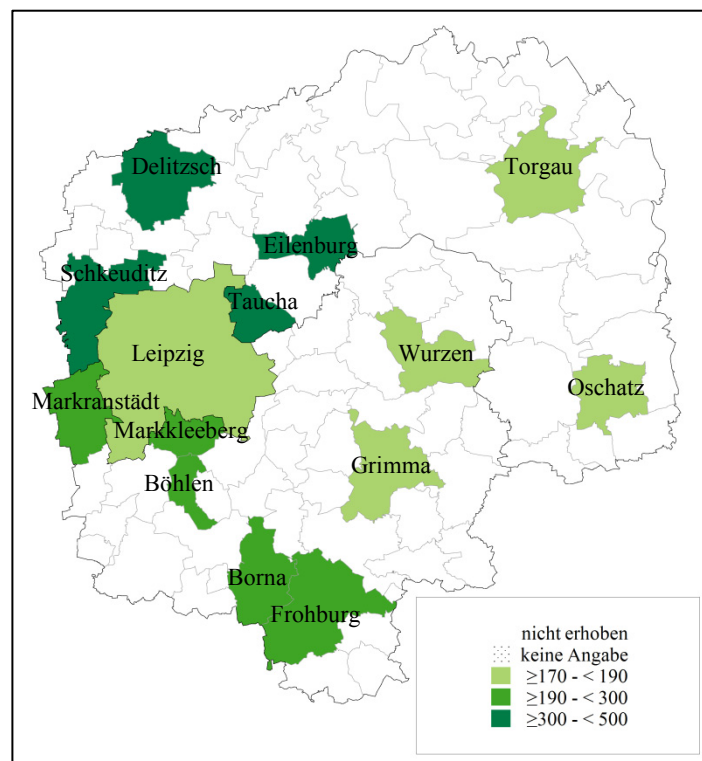 Delitzsch
Torgau
Eilenburg
Schkeuditz
Taucha
Leipzig
Wurzen
Oschatz
Markranstädt
Markkleeberg
Grimma
Böhlen
Borna
Frohburg
nicht erhoben
keine Angabe
≥170 - < 190
≥190 - < 300
≥300 - < 500